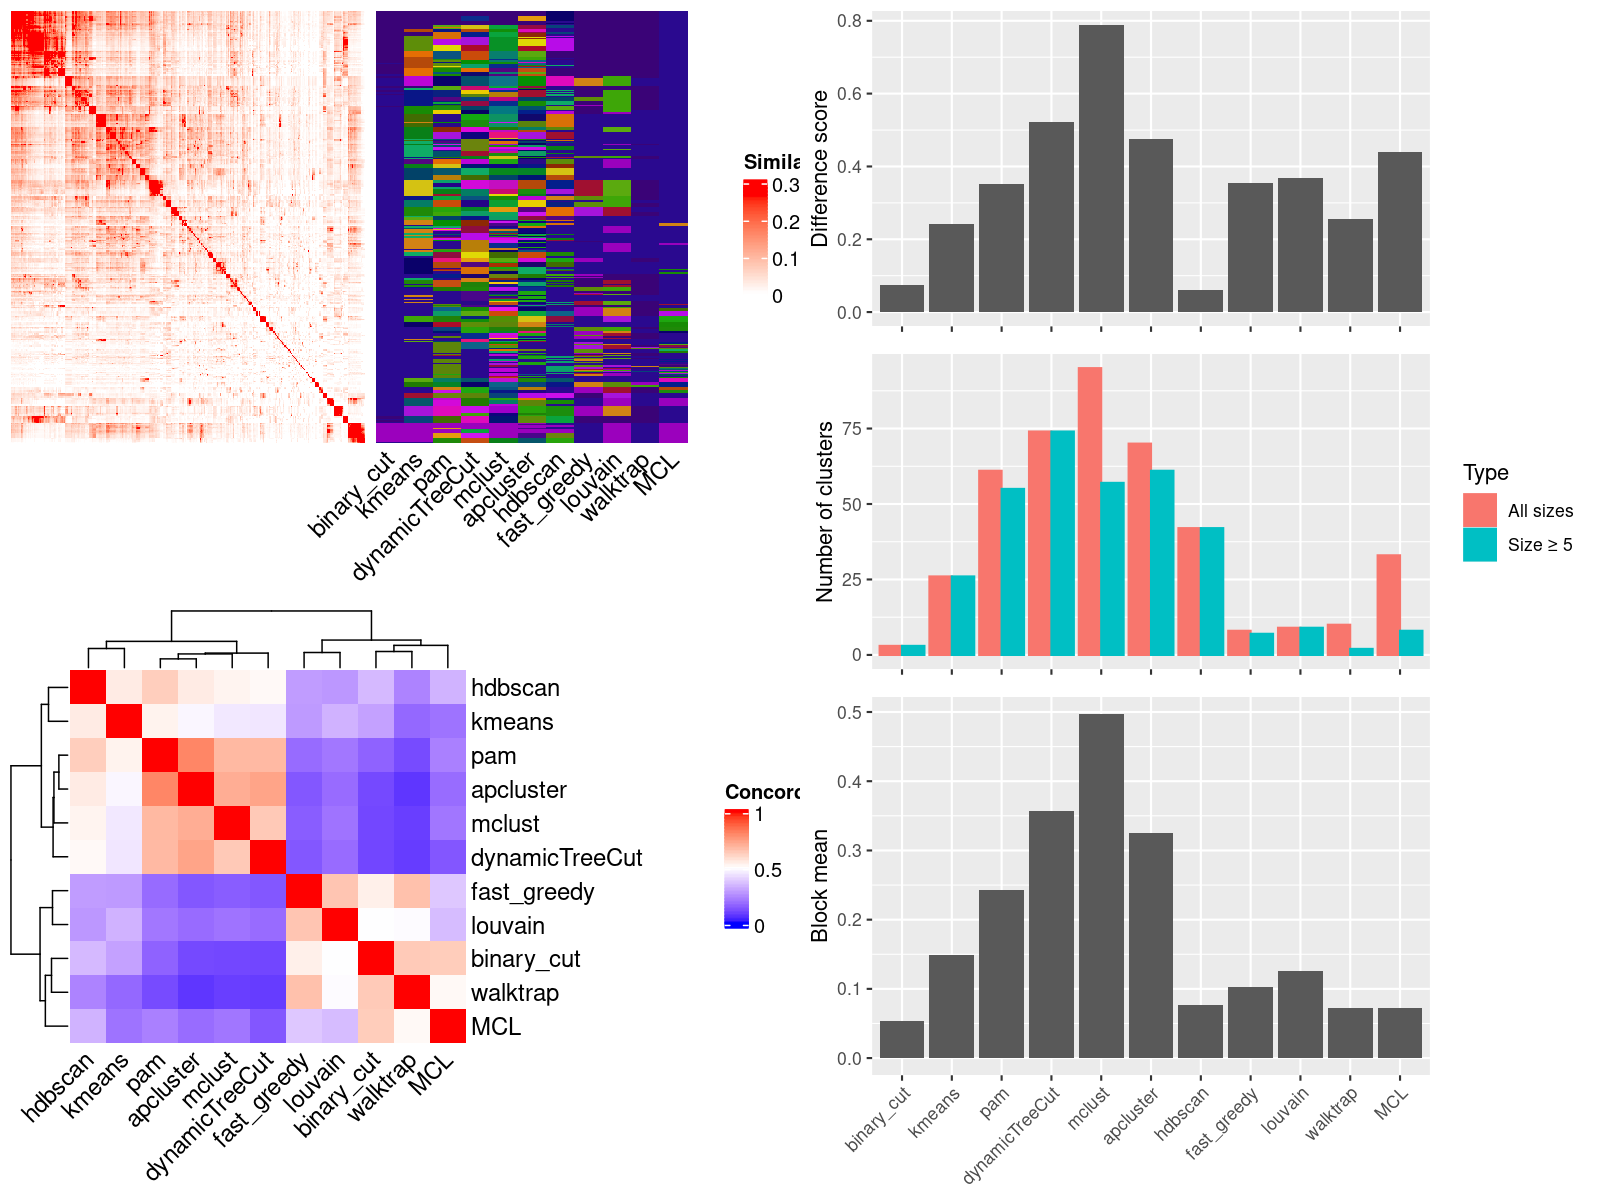 Simila
0.3
0.2
0.1
0
binary_cut
kmeans
pam
dynamicTreeCut
mclust
apcluster
hdbscan
fast_greedy
louvain
walktrap
MCL
hdbscan
kmeans
pam
apcluster
mclust
dynamicTreeCut
fast_greedy
louvain
binary_cut
walktrap
MCL
Concord
1
0.5
0
hdbscan
kmeans
pam
apcluster
mclust
dynamicTreeCut
fast_greedy
louvain
binary_cut
walktrap
MCL
Difference score
0.8
0.6
0.4
0.2
0.0
Number of clusters
75
50
25
0
Type
All sizes
Size ≥ 5
Block mean
0.5
0.4
0.3
0.2
0.1
0.0
binary_cut
kmeans
pam
dynamicTreeCut
mclust
apcluster
hdbscan
fast_greedy
louvain
walktrap
MCL